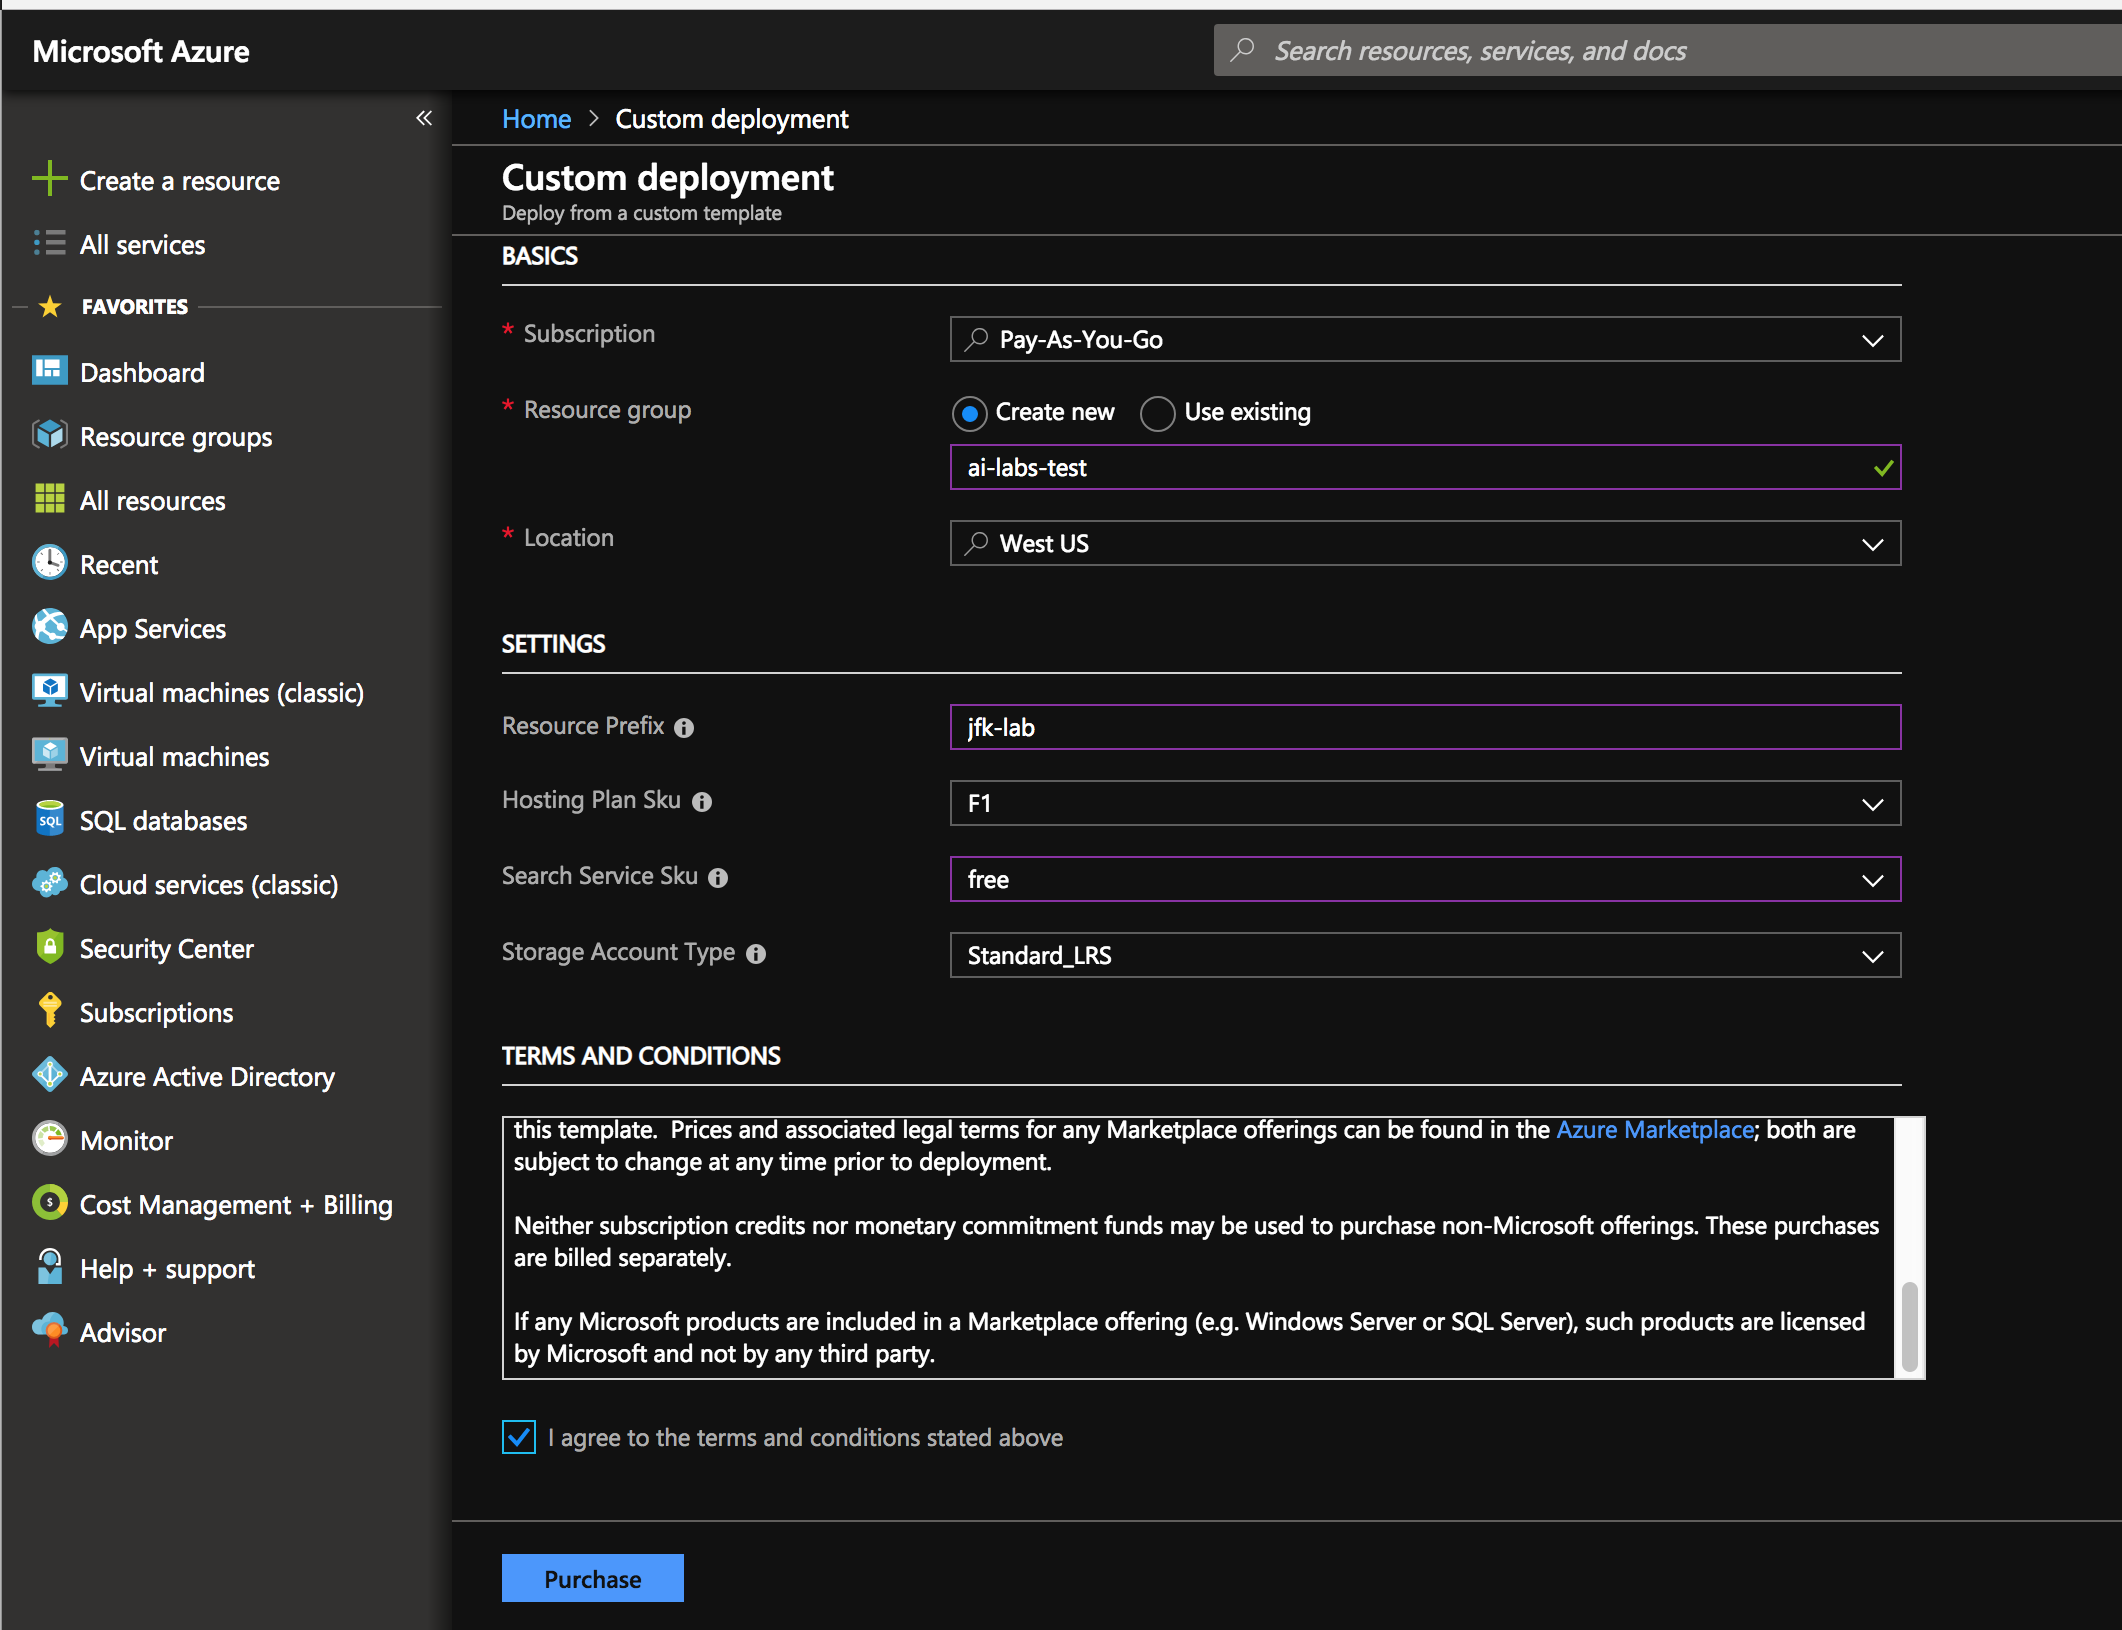 Microsoft Azure
Search resources, services, and docs
«
Create a resource
All services
FAVORITES
Dashboard
Resource groups
All resources
Recent
App Services
Virtual machines (classic)
Virtual machines
SQL databases
Cloud services (classic)
Security Center
Subscriptions
Azure Active Directory
Monitor
Cost Management + Billing
Help + support
Advisor
Home > Custom deployment
Custom deployment
Deploy from a custom template
BASICS
* Subscription
Pay-As-You-Go
* Resource group
Create new Use existing
ai-labs-test
* Location
West US
SETTINGS
Resource Prefix
jfk-lab
Hosting Plan Sku
F1
Search Service Sku
free
Storage Account Type
Standard_LRS
TERMS AND CONDITIONS
this template. Prices and associated legal terms for any Marketplace offerings can be found in the Azure Marketplace; both are
subject to change at any time prior to deployment.
Neither subscription credits nor monetary commitment funds may be used to purchase non-Microsoft offerings. These purchases
are billed separately.
If any Microsoft products are included in a Marketplace offering (e.g. Windows Server or SQL Server), such products are licensed
by Microsoft and not by any third party.
I agree to the terms and conditions stated above
Purchase